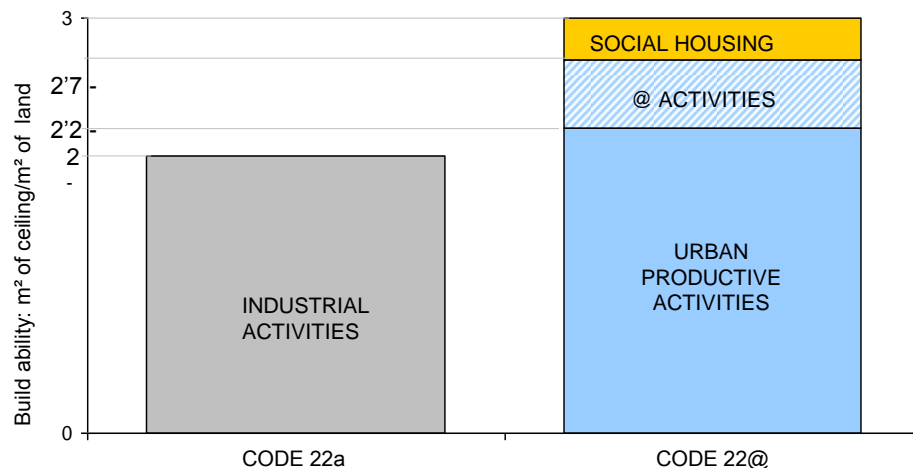 Build ability: m² of ceiling/m² of land
3
2'7 -
2'2 -
2
-
0
SOCIAL HOUSING
@ ACTIVITIES
URBAN
PRODUCTIVE
ACTIVITIES
INDUSTRIAL
ACTIVITIES
CODE 22a
CODE 22@